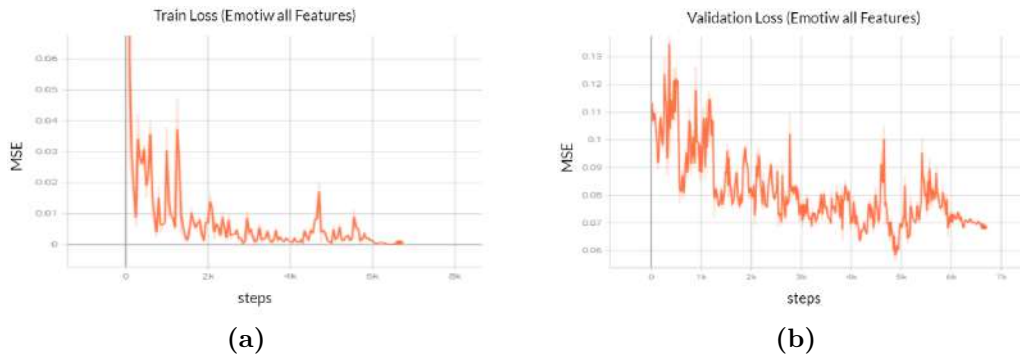 Train Loss (Emotiw all Features)
0.06
0.05
0.04
0.03
0.02
0.01
0
MSE
0
2k
4k
6k
8k
steps
(a)
Validation Loss (Emotiw all Features)
0.13
0.12
0.11
0.1
0.09
0.08
0.07
0.06
MSE
0
1k
2k
3k
4k
5k
6k
7k
steps
(b)